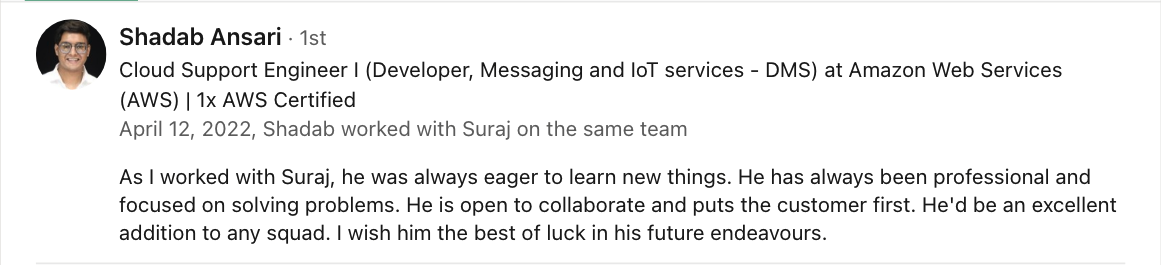 Shadab Ansari · 1st
Cloud Support Engineer I (Developer, Messaging and IoT services - DMS) at Amazon Web Services
(AWS) | 1x AWS Certified
April 12, 2022, Shadab worked with Suraj on the same team
As I worked with Suraj, he was always eager to learn new things. He has always been professional and
focused on solving problems. He is open to collaborate and puts the customer first. He'd be an excellent
addition to any squad. I wish him the best of luck in his future endeavours.